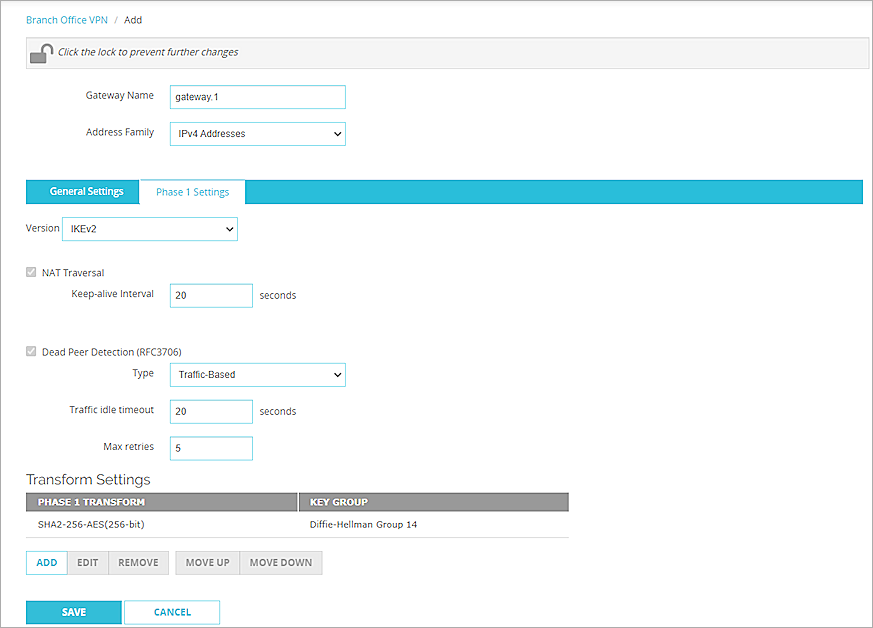 Branch Office VPN / Add
Click the lock to prevent further changes
Gateway Name gateway.1
Address Family IPv4 Addresses
General Settings Phase 1 Settings
Version IKEv2
NAT Traversal
Keep-alive Interval 20 seconds
Dead Peer Detection (RFC3706)
Type Traffic-Based
Traffic idle timeout 20 seconds
Max retries 5
Transform Settings
PHASE 1 TRANSFORM KEY GROUP
SHA2-256-AES(256-bit) Diffie-Hellman Group 14
ADD EDIT REMOVE MOVE UP MOVE DOWN
SAVE CANCEL